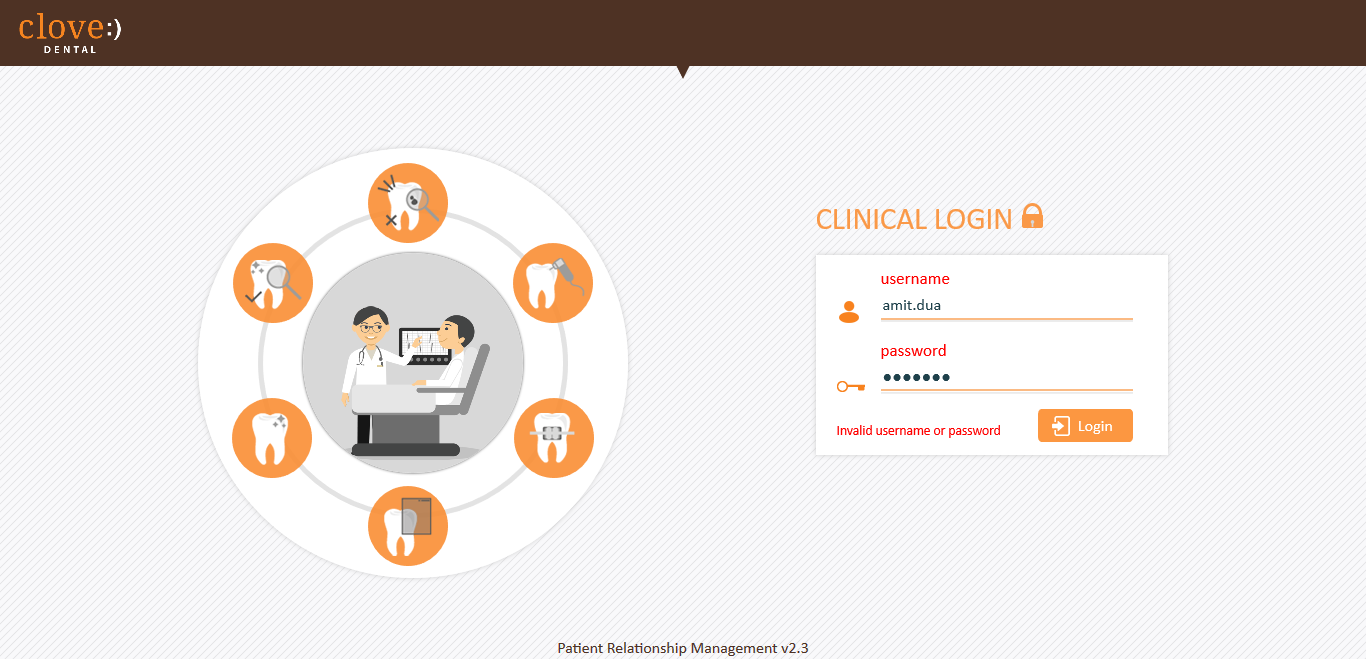 clove:)
DENTAL
CLINICAL LOGIN
username
amit.dua
password
●●●●●●●
Invalid username or password
Login
Patient Relationship Management v2.3